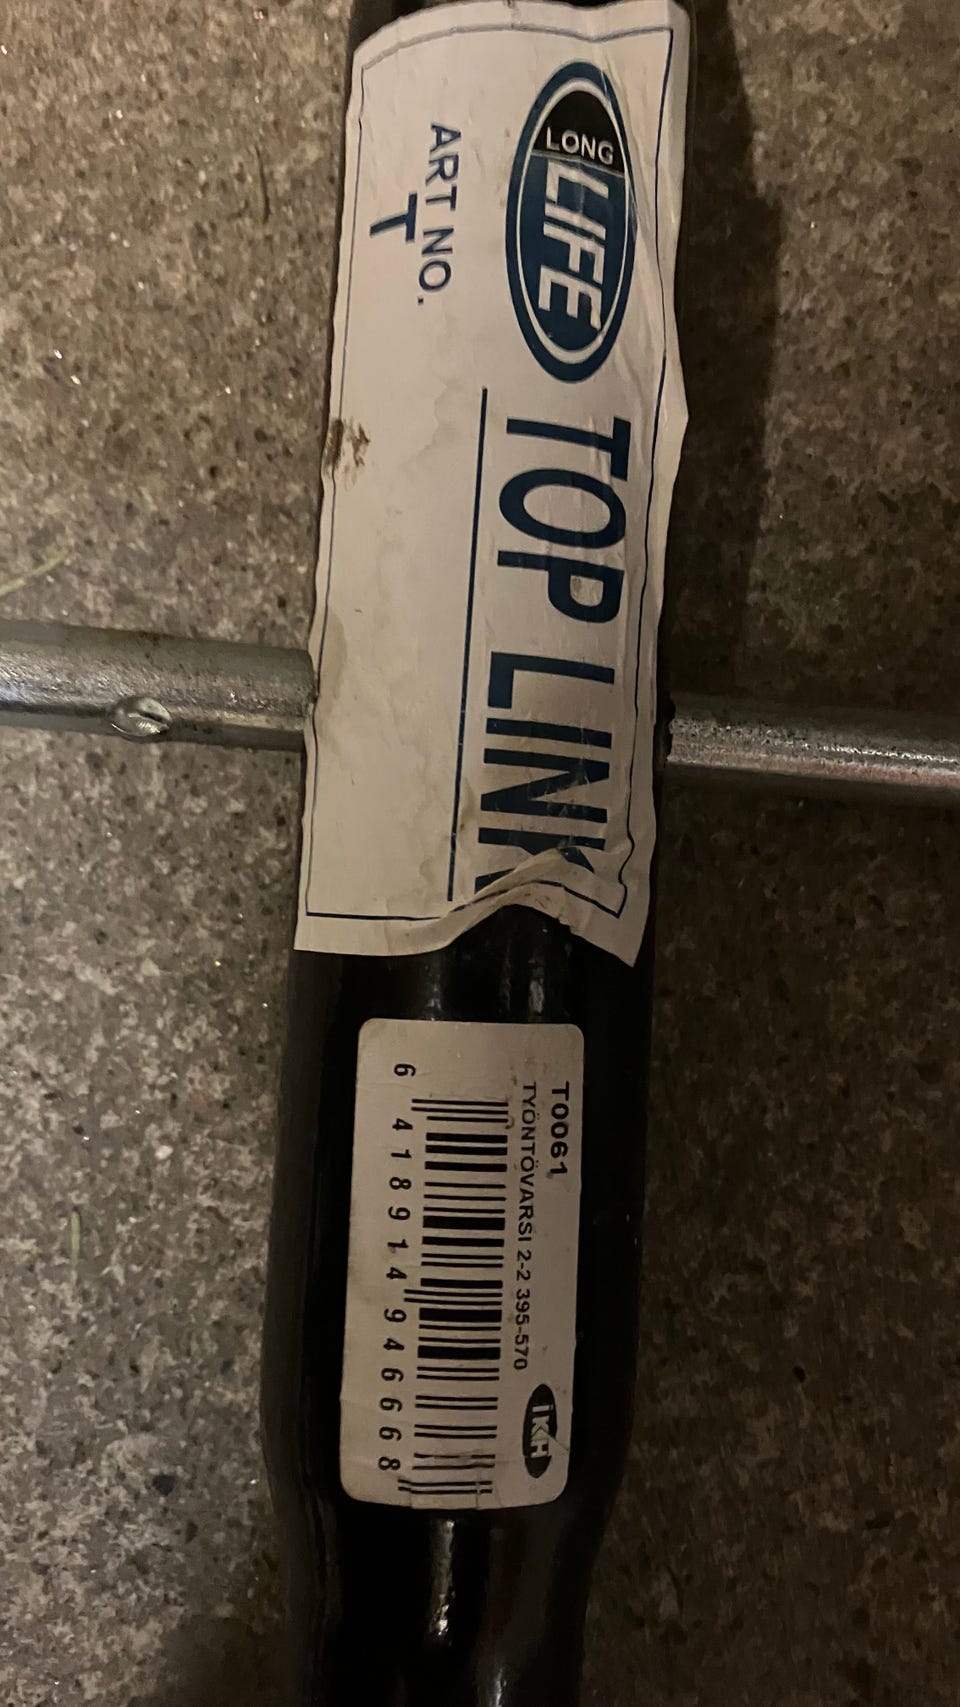 LONG
LIFE
TOP LINK
ART NO.
T
T0061
TYÖNTÖVARSI 2-2 395-570
IKH
6 418914 946668